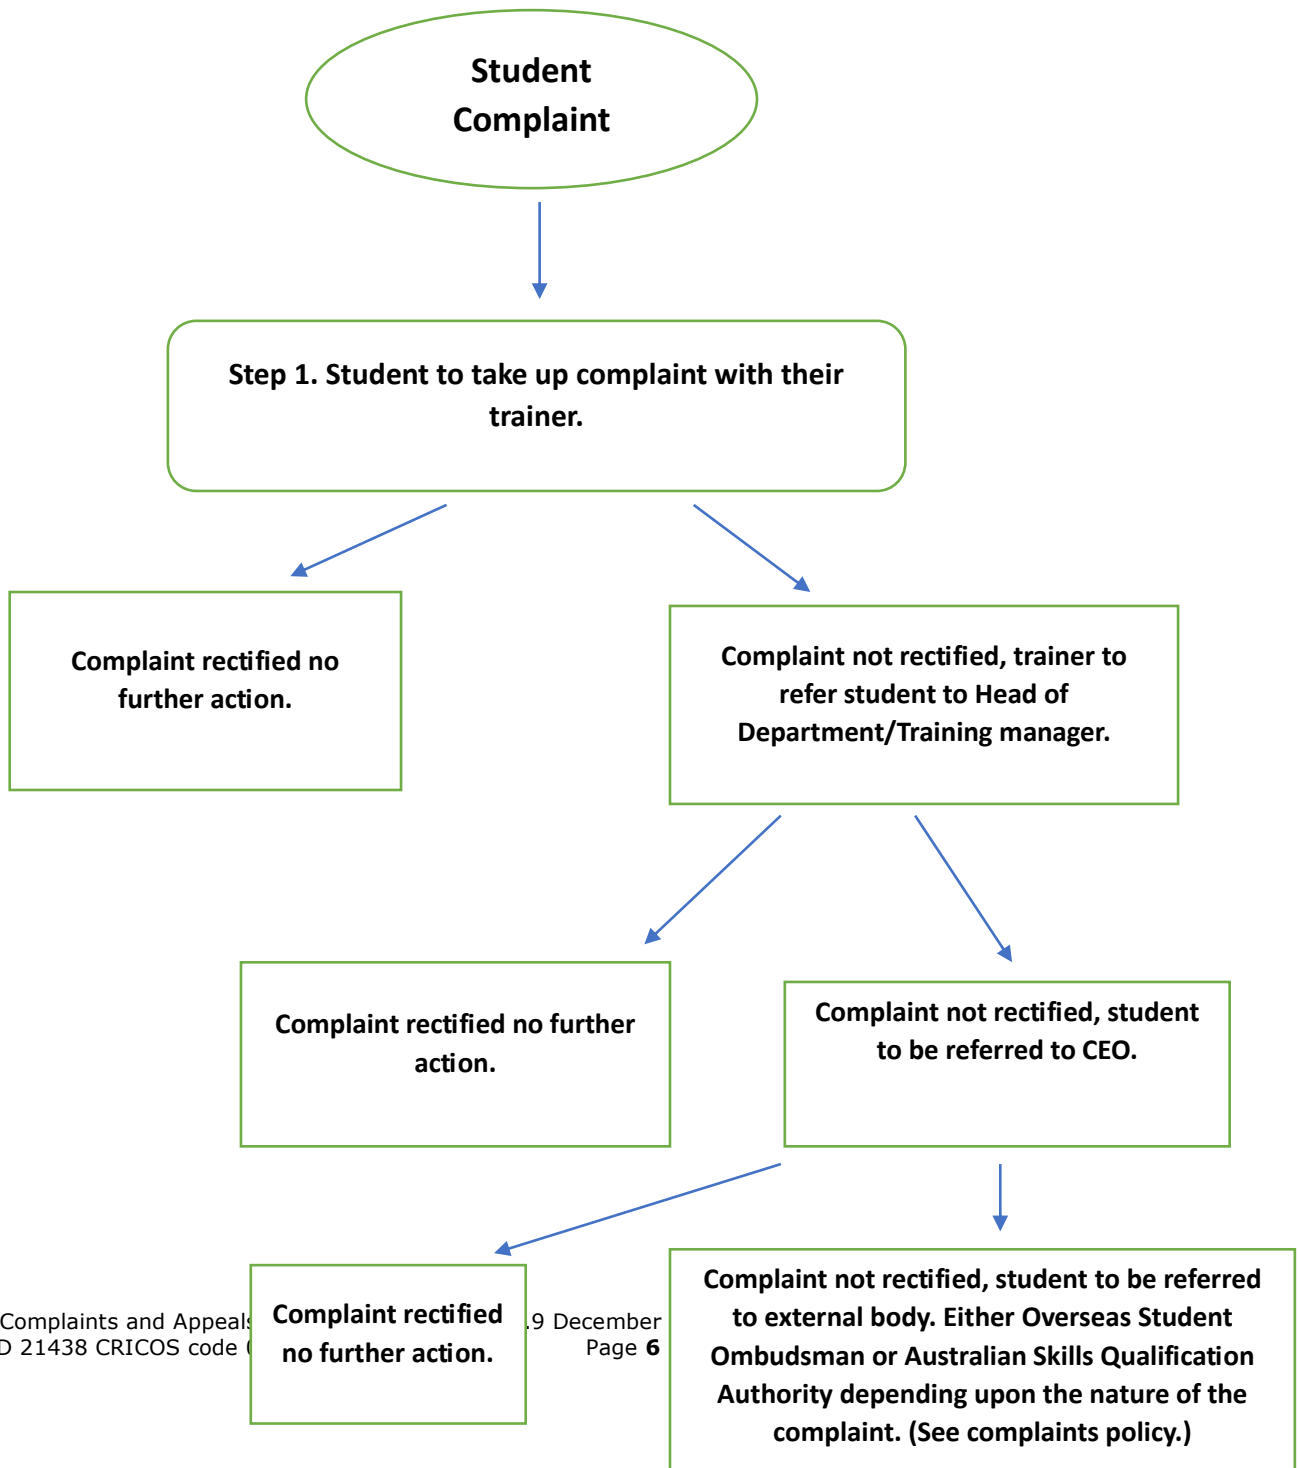 Student
Complaint
Step 1. Student to take up complaint with their
trainer.
Complaint rectified no
further action.
Complaint not rectified, trainer to
refer student to Head of
Department/Training manager.
Complaint rectified no further
action.
Complaint not rectified, student
to be referred to CEO.
Complaint rectified
no further action.
Complaint not rectified, student to be referred
to external body. Either Overseas Student
Ombudsman or Australian Skills Qualification
Authority depending upon the nature of the
complaint. (See complaints policy.)
Complaints and Appeals .9 December
D 21438 CRICOS code Page 6